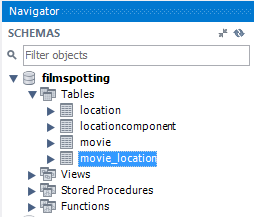 Navigator
SCHEMAS
Filter objects
filmspotting
Tables
location
locationcomponent
movie
movie_location
Views
Stored Procedures
Functions